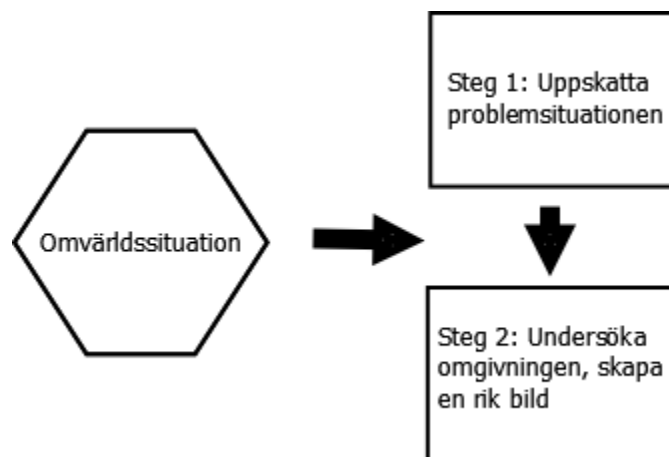 Omvärldssituation
Steg 1: Uppskatta
problemsituationen
Steg 2: Undersöka
omgivningen, skapa
en rik bild